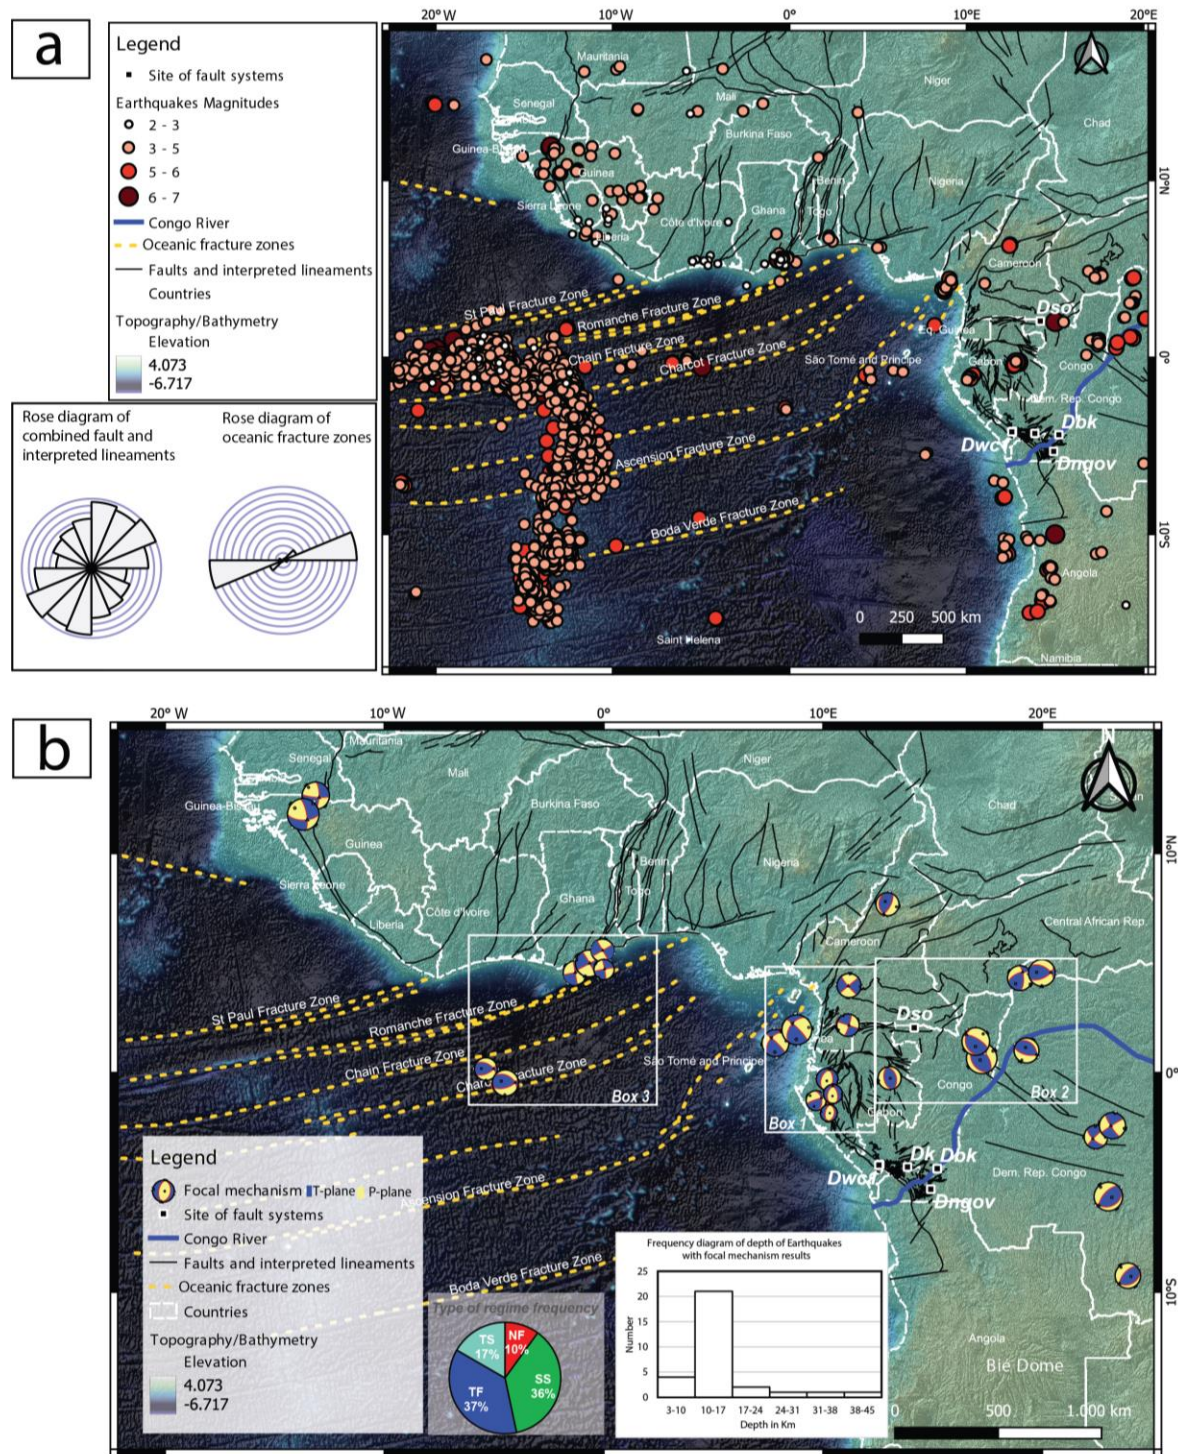 a
20° W
10° W
0°
10° E
20° E
Legend
Site of fault systems
Earthquakes Magnitudes
2 - 3
3 - 5
5 - 6
6 - 7
Congo River
Oceanic fracture zones
Faults and interpreted lineaments
Countries
Topography/Bathymetry
Elevation
4.073
-6.717
Rose diagram of
combined fault and
interpreted lineaments
Rose diagram of
oceanic fracture zones
Mauritania
Niger
Senegal
Mali
Chad
Burkina Faso
Guinea
Benin
Nigeria
10°N
Sierra Leone
Côte d'Ivoire
Ghana
Togo
Liberia
Cameroon
St Paul Fracture Zone
Romanche Fracture Zone
Dso
Eq. Guinea
Chain Fracture Zone
Charcot Fracture Zone
São Tomé and Principe
Gabon
Congo
0°
Dem. Rep. Congo
Dbk
Dwcf
Ascension Fracture Zone
Dngov
Boda Verde Fracture Zone
10°S
Angola
0 250 500 km
Saint Helena
Namibia
b
20° W
10° W
0°
10° E
20° E
N
Mauritania
Senegal
Mali
Niger
Chad
Guinea-Bissau
Burkina Faso
Guinea
Benin
Nigeria
10°N
Sierra Leone
Côte d'Ivoire
Ghana
Togo
Liberia
Central African Rep.
Cameroon
St Paul Fracture Zone
Romanche Fracture Zone
Dso
Chain Fracture Zone
São Tomé and Principe
Charcot Fracture Zone
Congo
0°
Box 3
Box 1
Gabon
Box 2
Legend
Focal mechanism
T-plane
P-plane
Site of fault systems
Congo River
Faults and interpreted lineaments
Oceanic fracture zones
Countries
Topography/Bathymetry
Elevation
4.073
-6.717
Dk
Dbk
Dwcf
Dem. Rep. Congo
Dngov
Ascension Fracture Zone
Boda Verde Fracture Zone
Type of regime frequency
TS
17%
NF
10%
SS
36%
TF
37%
Frequency diagram of depth of Earthquakes
with focal mechanism results
Number
25
20
15
10
5
0
3-10
10-17
17-24
24-31
31-38
38-45
Depth in Km
10°S
Angola
Bié Dome
0 500 1.000 km